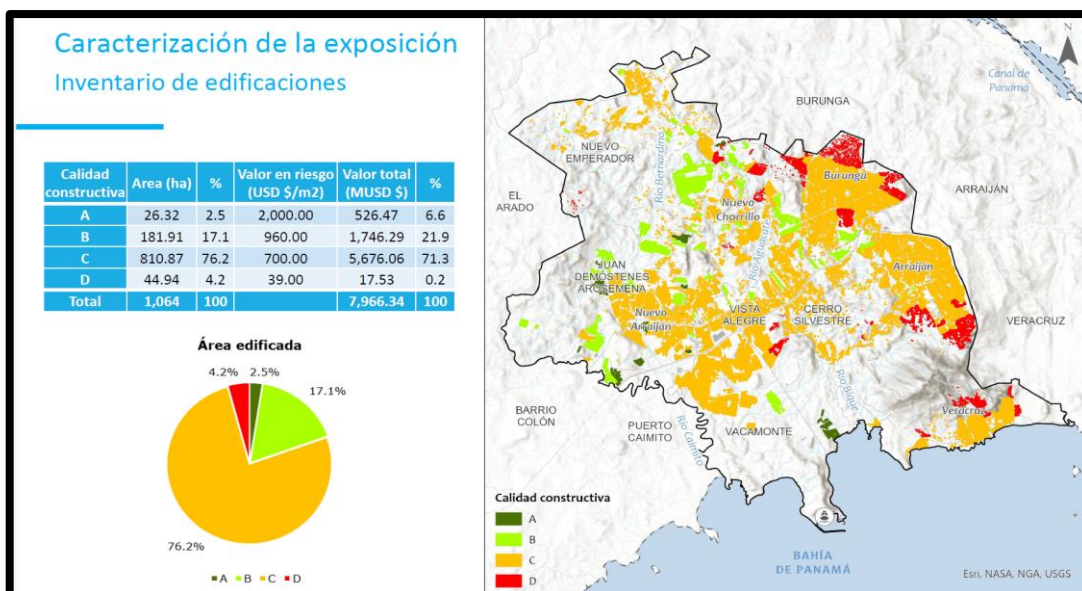 Caracterización de la exposición
Inventario de edificaciones
Calidad constructiva | Area (ha) | % | Valor en riesgo (USD $/m2) | Valor total (MUSD $) | %
A | 26.32 | 2.5 | 2,000.00 | 526.47 | 6.6
B | 181.91 | 17.1 | 960.00 | 1,746.29 | 21.9
C | 810.87 | 76.2 | 700.00 | 5,676.06 | 71.3
D | 44.94 | 4.2 | 39.00 | 17.53 | 0.2
Total | 1,064 | 100 | | 7,966.34 | 100
Área edificada
4.2%
2.5%
17.1%
76.2%
A B C D
N
Canal de
Panamá
BURUNGA
NUEVO
EMPERADOR
Río Bernardino
Burunga
EL
ARADO
ARRAIJÁN
Nuevo
Chorrillo
Río Aguacate
JUAN
DEMÓSTENES
AROSEMENA
Arraiján
Nuevo
Arraiján
VISTA
ALEGRE
CERRO
SILVESTRE
VERACRUZ
Río Bique
Veracruz
BARRIO
COLÓN
PUERTO
CAIMITO
Río Caimito
VACAMONTE
Calidad constructiva
A
B
C
D
BAHÍA
DE PANAMÁ
Esri, NASA, NGA, USGS